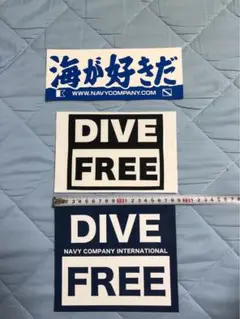 海が好きだ
WWW.NAVYCOMPANY.COM
DIVE
FREE
DIVE
NAVY COMPANY INTERNATIONAL
FREE